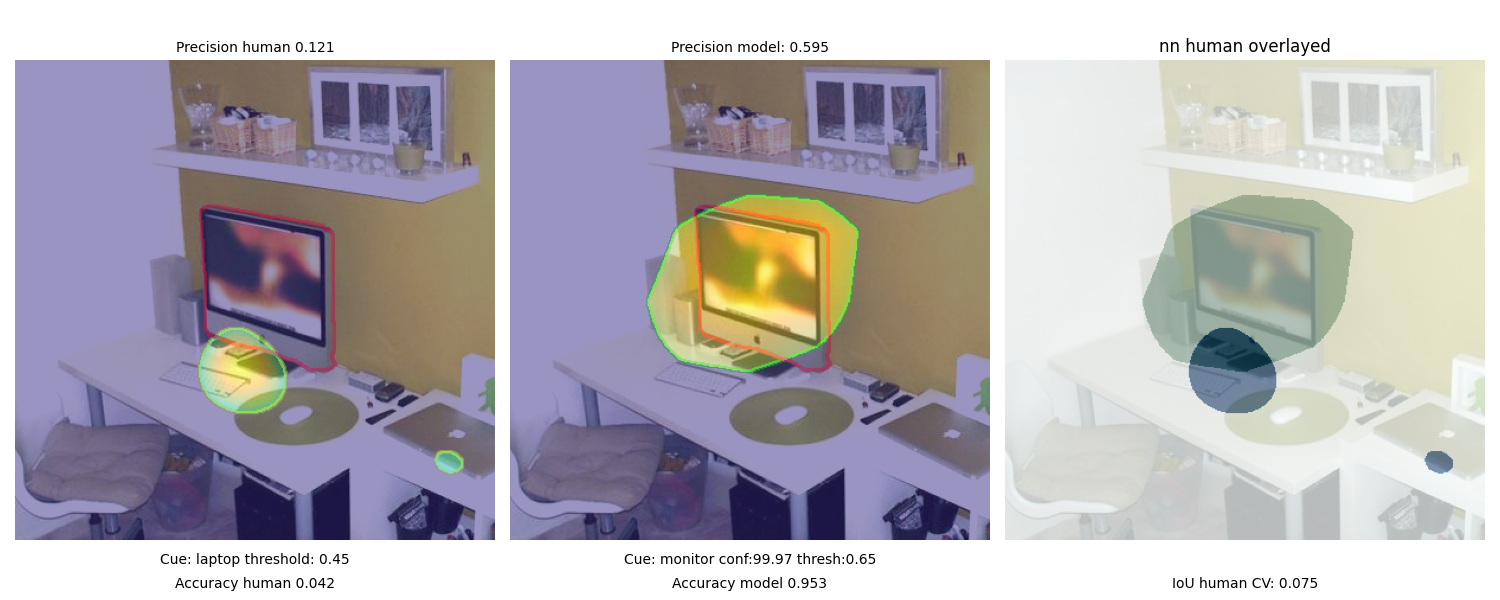 Precision human 0.121
Precision model: 0.595
nn human overlayed
Cue: laptop threshold: 0.45
Cue: monitor conf:99.97 thresh:0.65
Accuracy human 0.042
Accuracy model 0.953
IoU human CV: 0.075